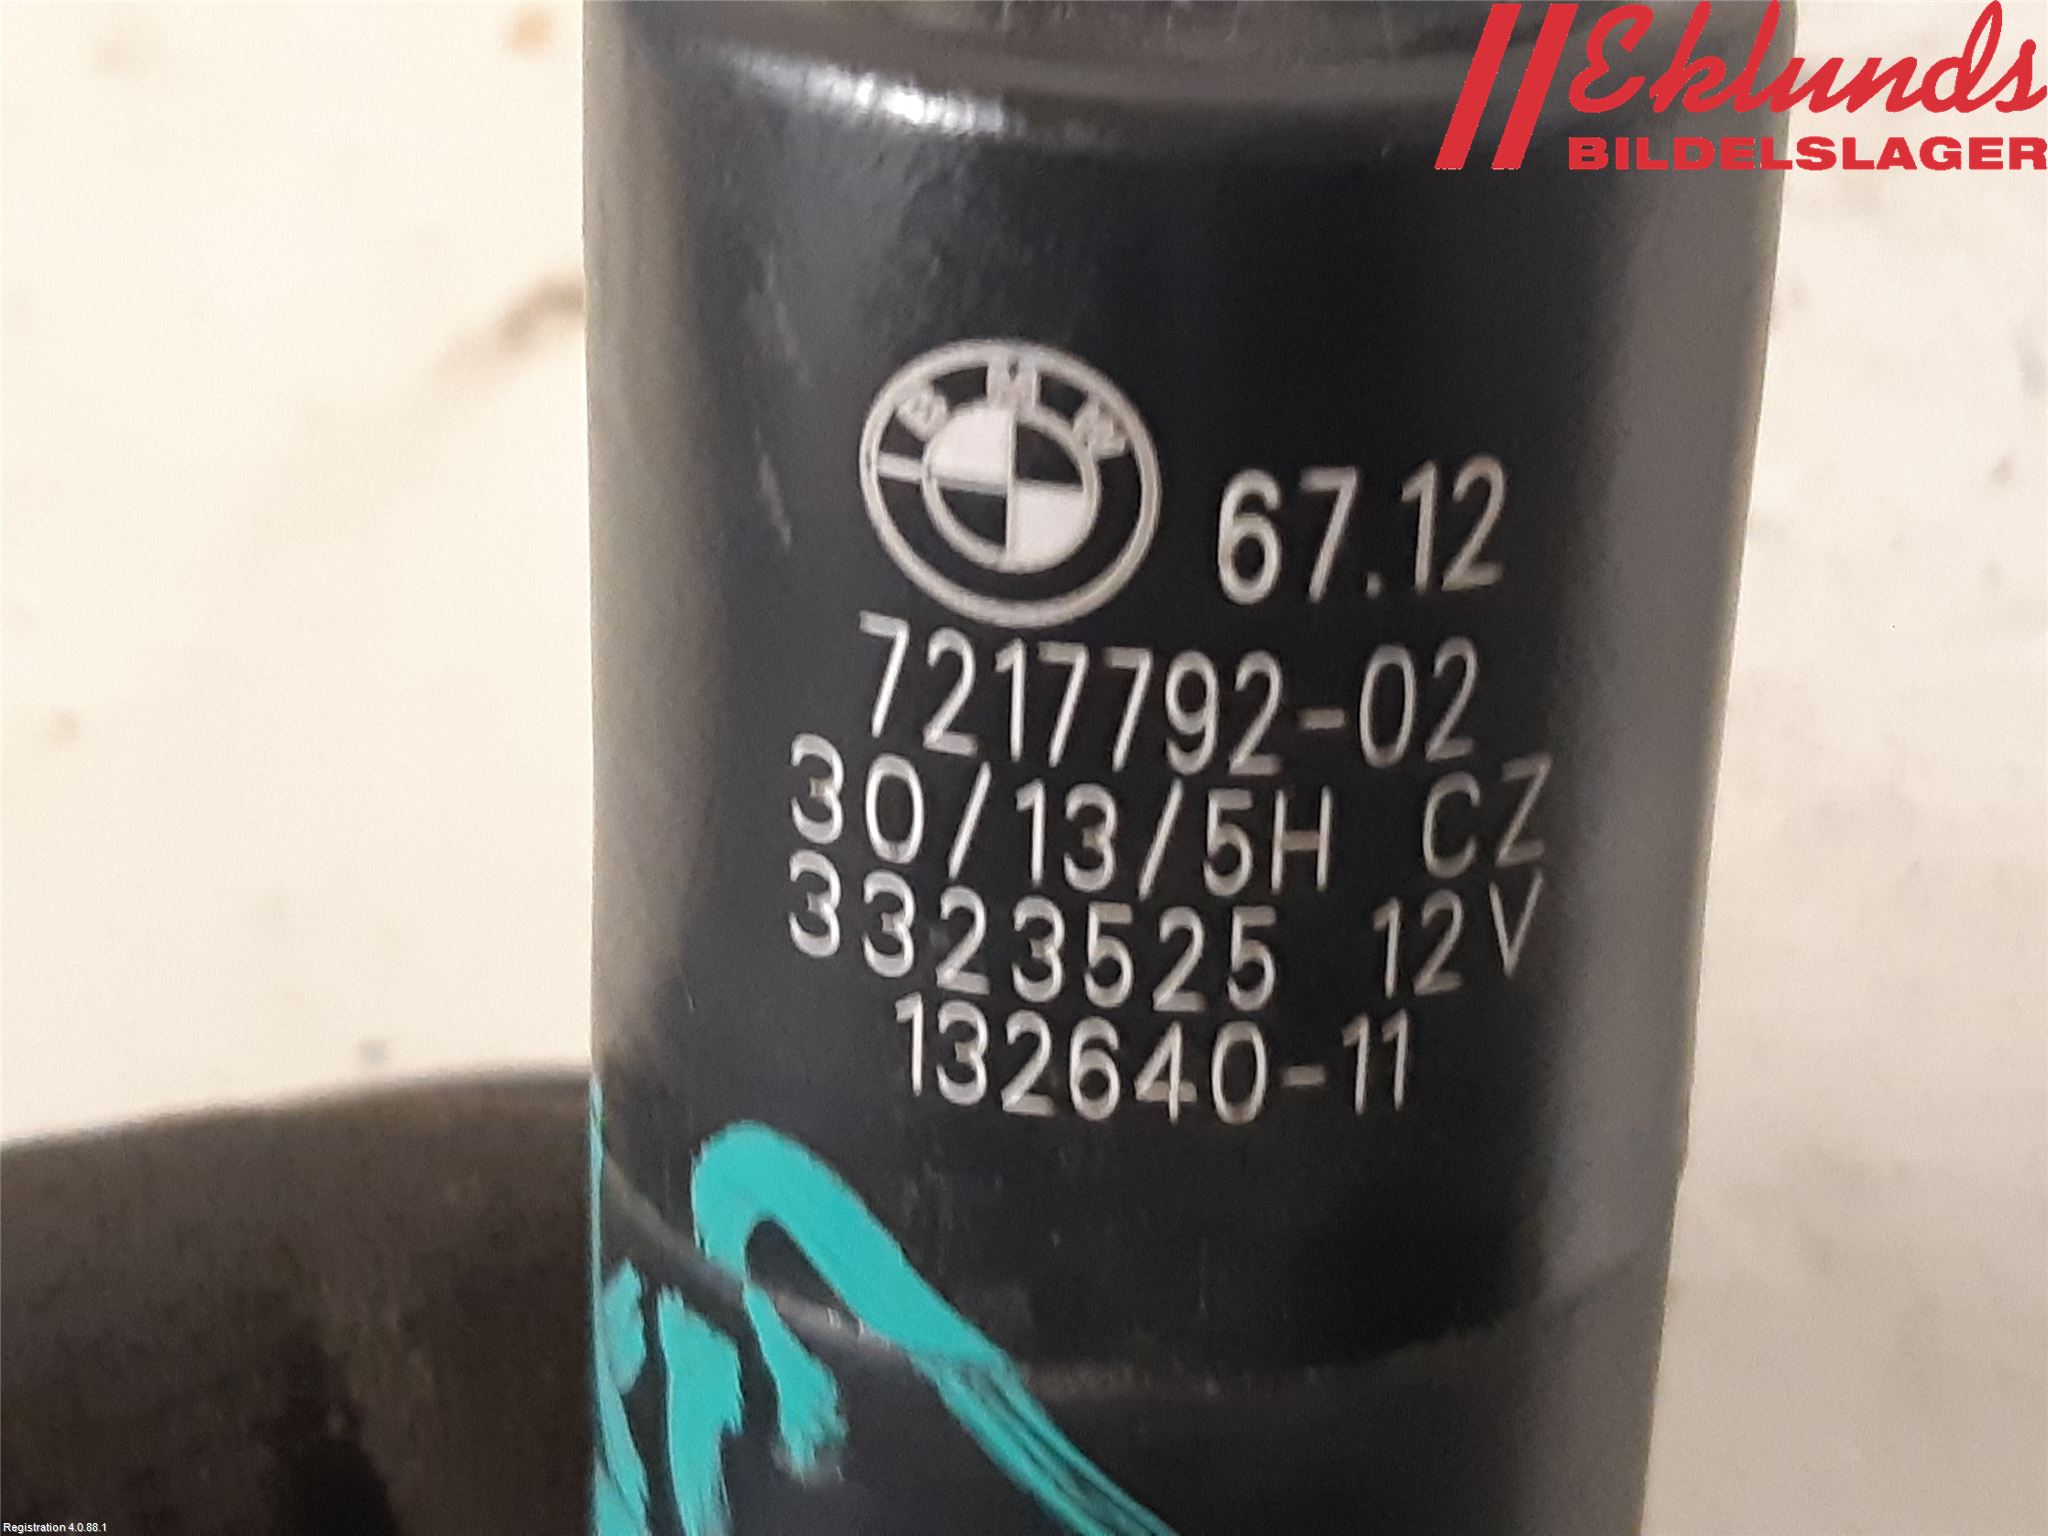 Eklunds
BILDELSLAGER
BMW
67.12
7217792-02
30/13/5H CZ
3323525 12V
132640-11
Registration 4.0.88.1